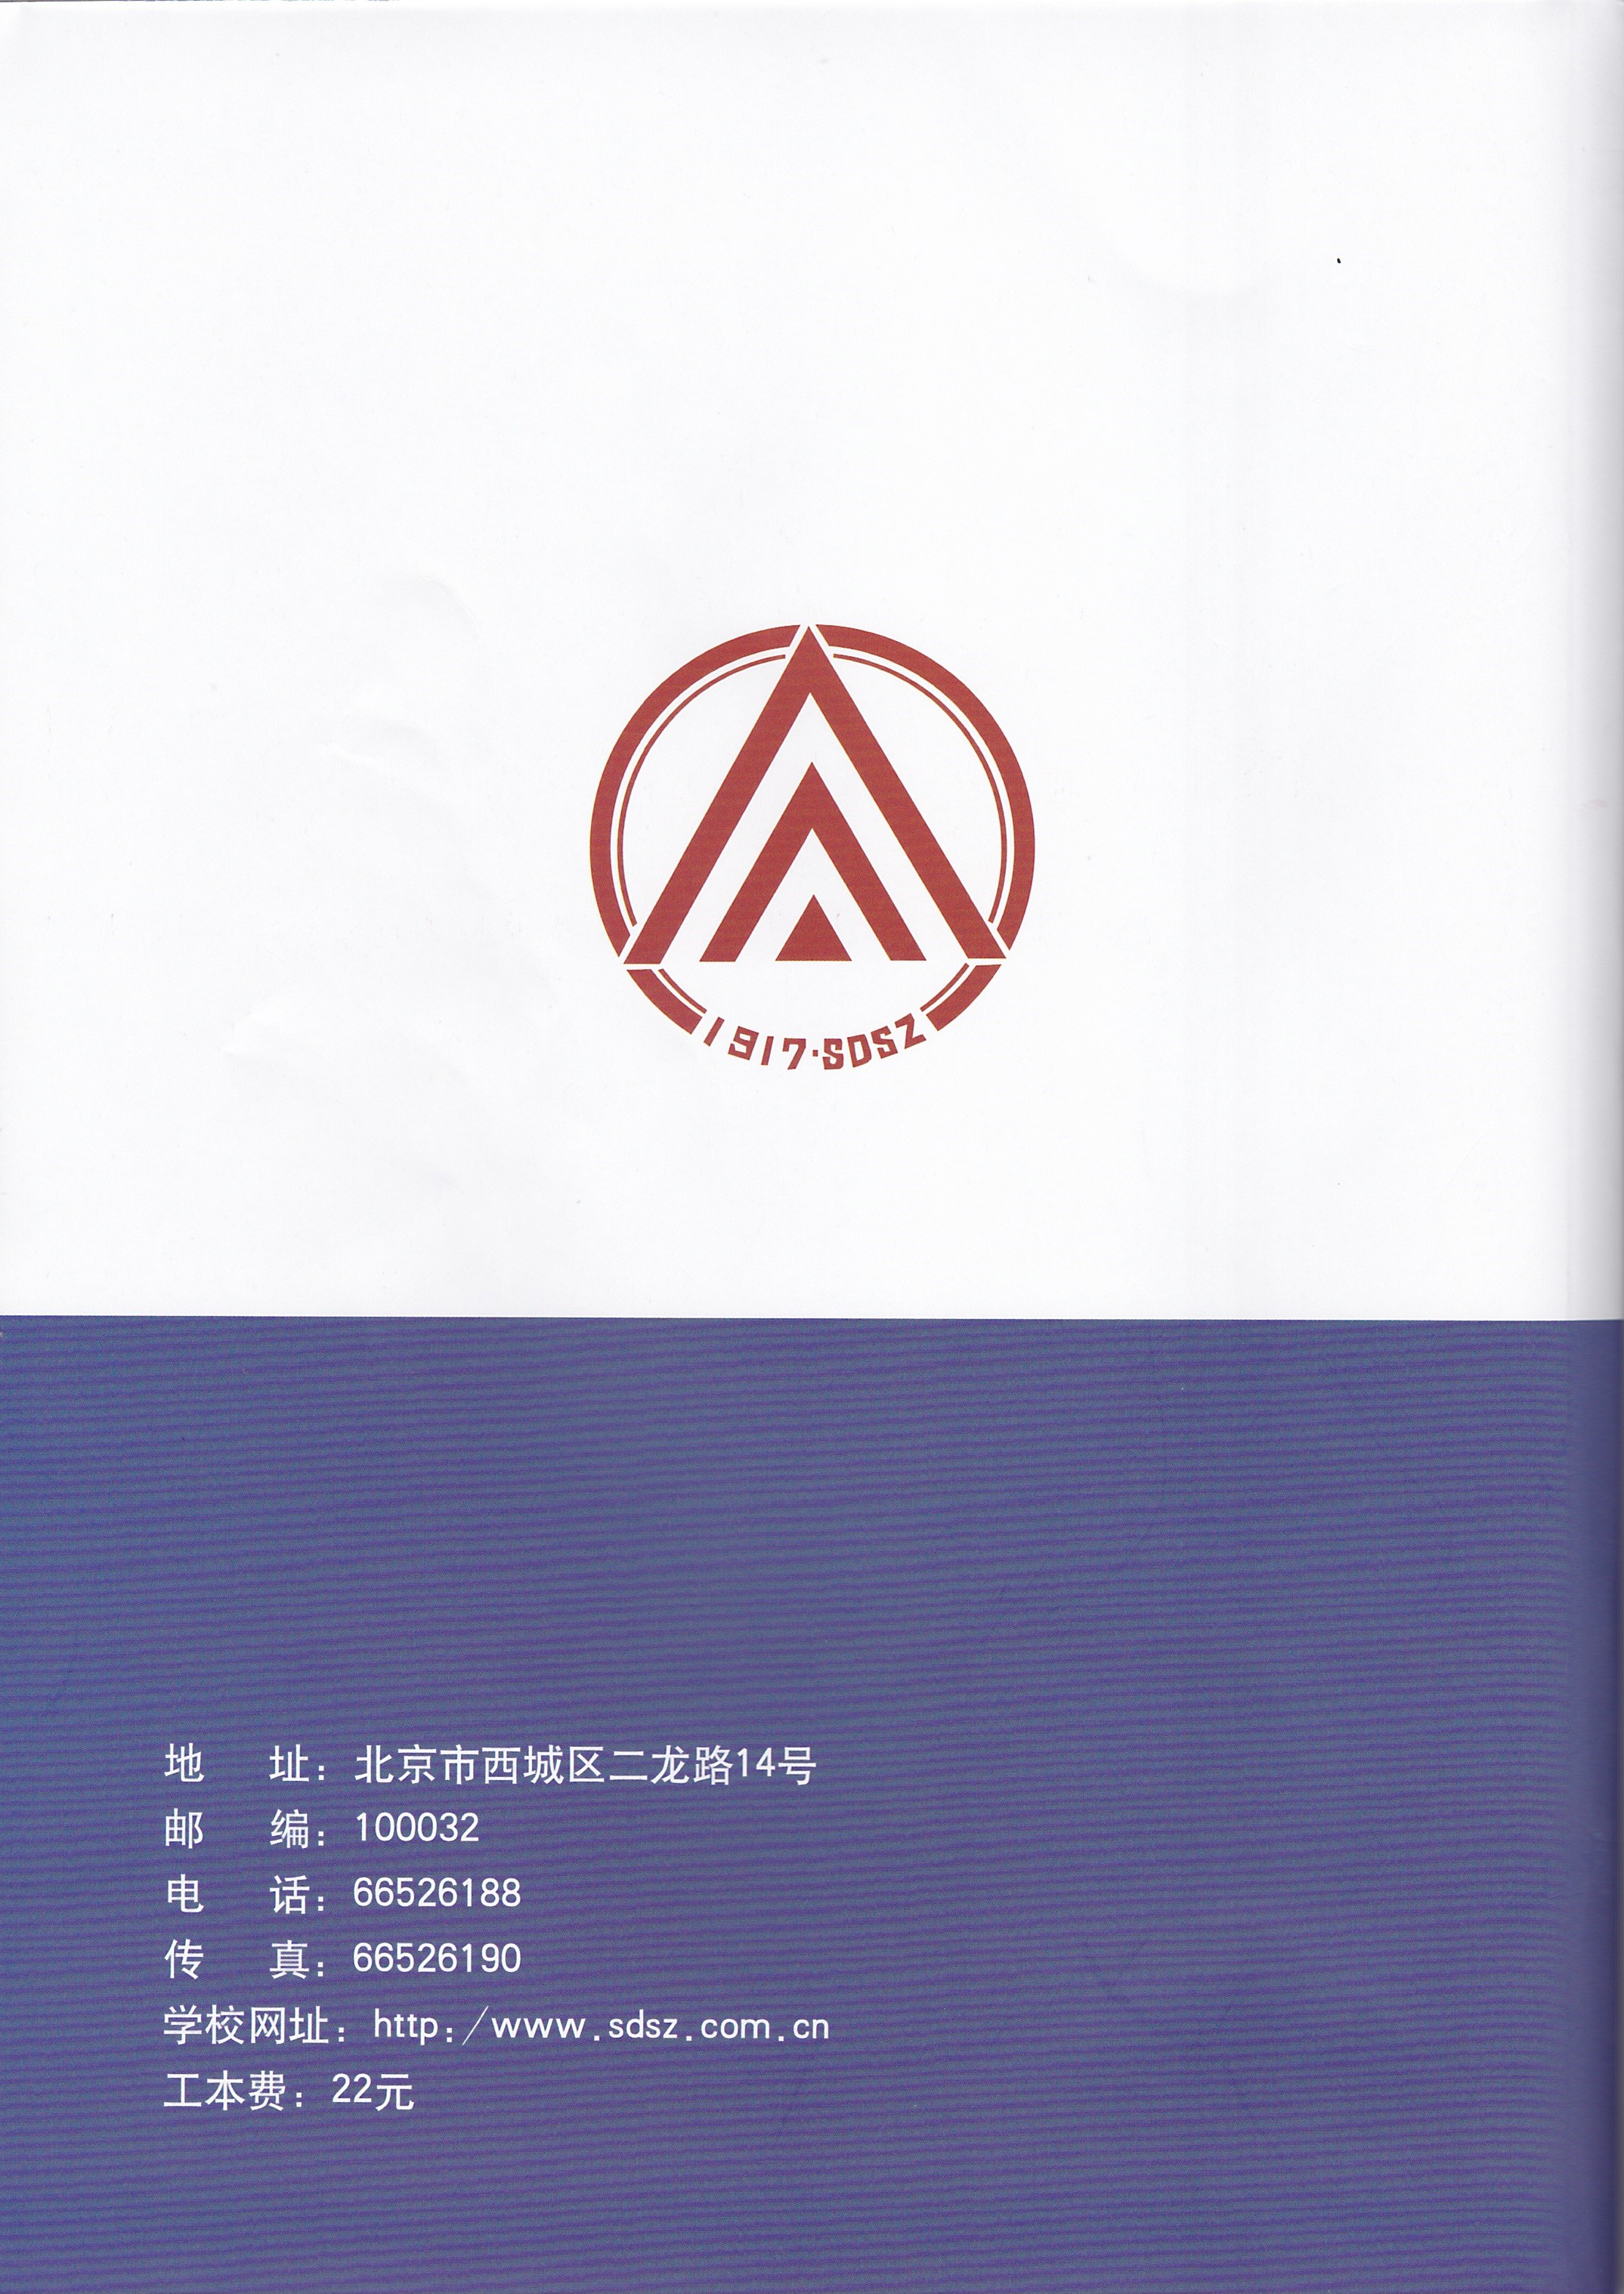 1917·SDSZ
地 址：北京市西城区二龙路14号
邮 编：100032
电 话：66526188
传 真：66526190
学校网址：http:/www.sdsz.com.cn
工本费：22元